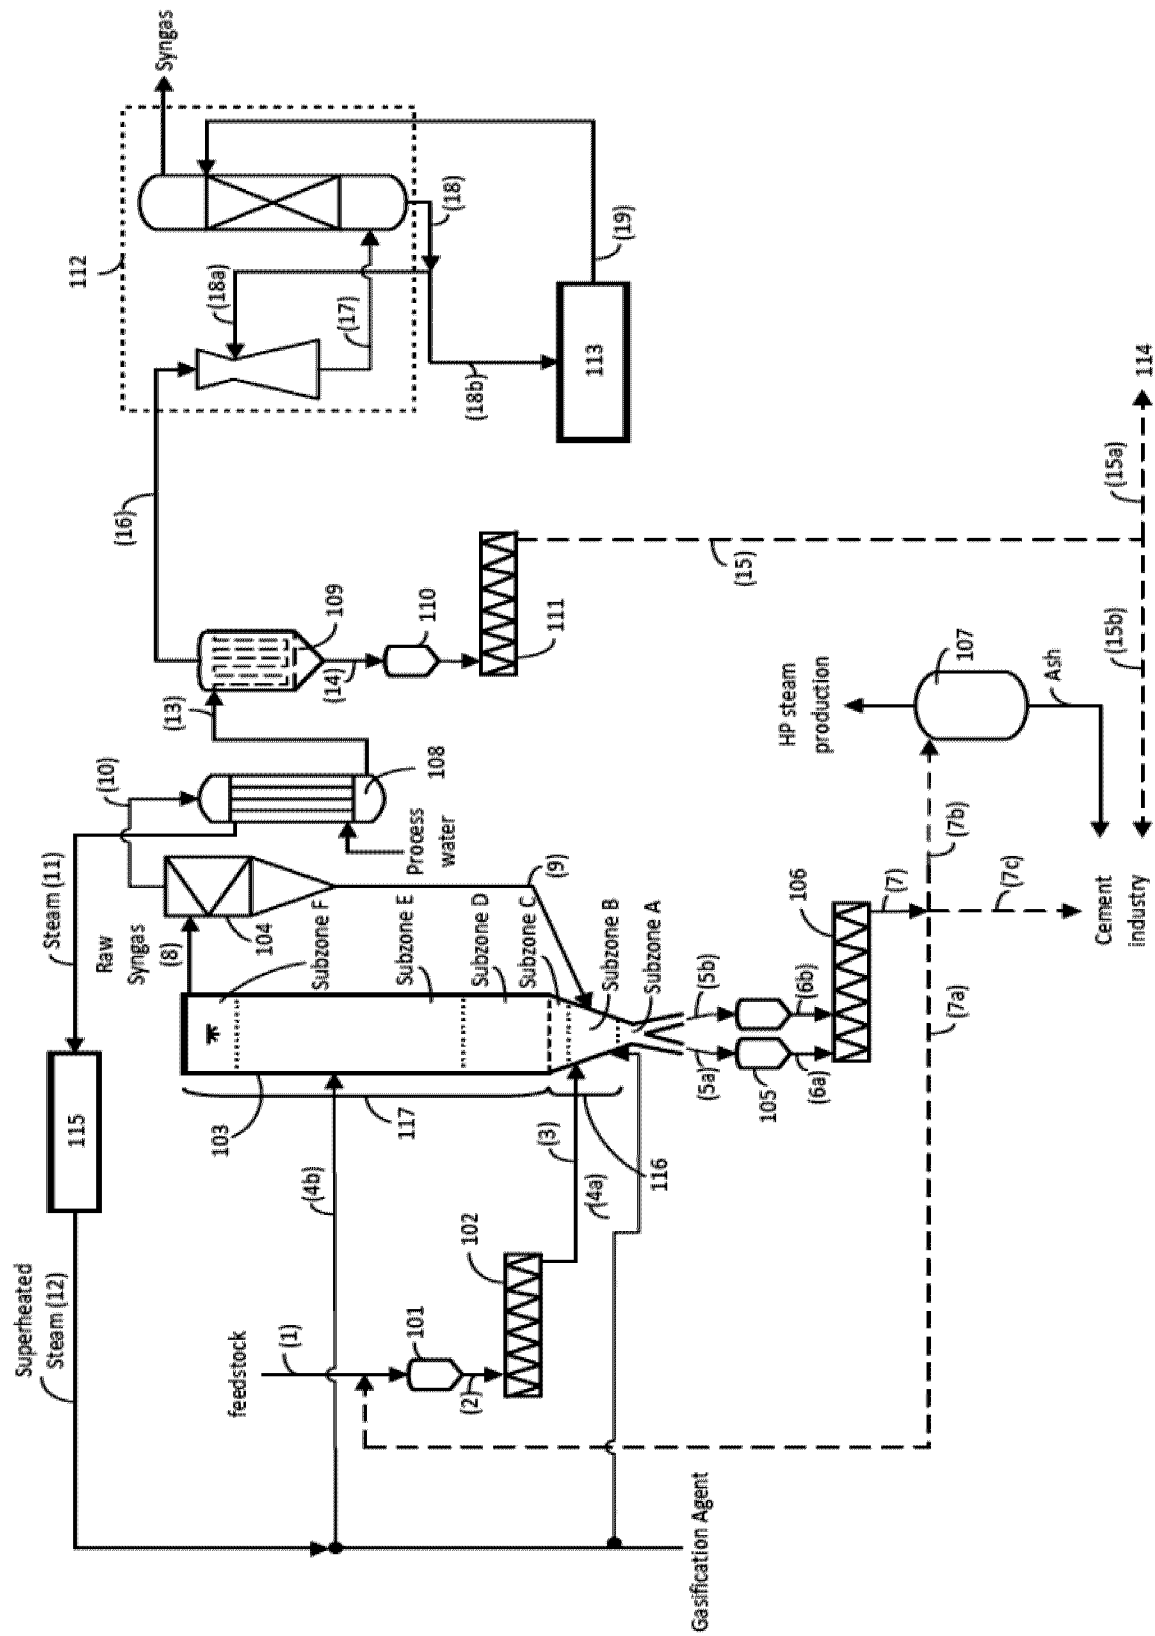 Superheated
Steam (12)
115
Steam (11)
Raw
Syngas
(8)
104
(10)
Process
water
108
(13)
109
(14)
110
111
(16)
112
Syngas
(18a)
(17)
(18)
(18b)
113
(19)
feedstock
(1)
101
(2)
102
(3)
(4a)
(4b)
103
117
116
Subzone F
Subzone E
Subzone D
Subzone C
Subzone B
Subzone A
(9)
(5a)
(5b)
105
(6a)
(6b)
106
(7)
(7a)
(7b)
(7c)
HP steam
production
107
Ash
Cement
industry
(15)
(15a)
(15b)
114
Gasification Agent